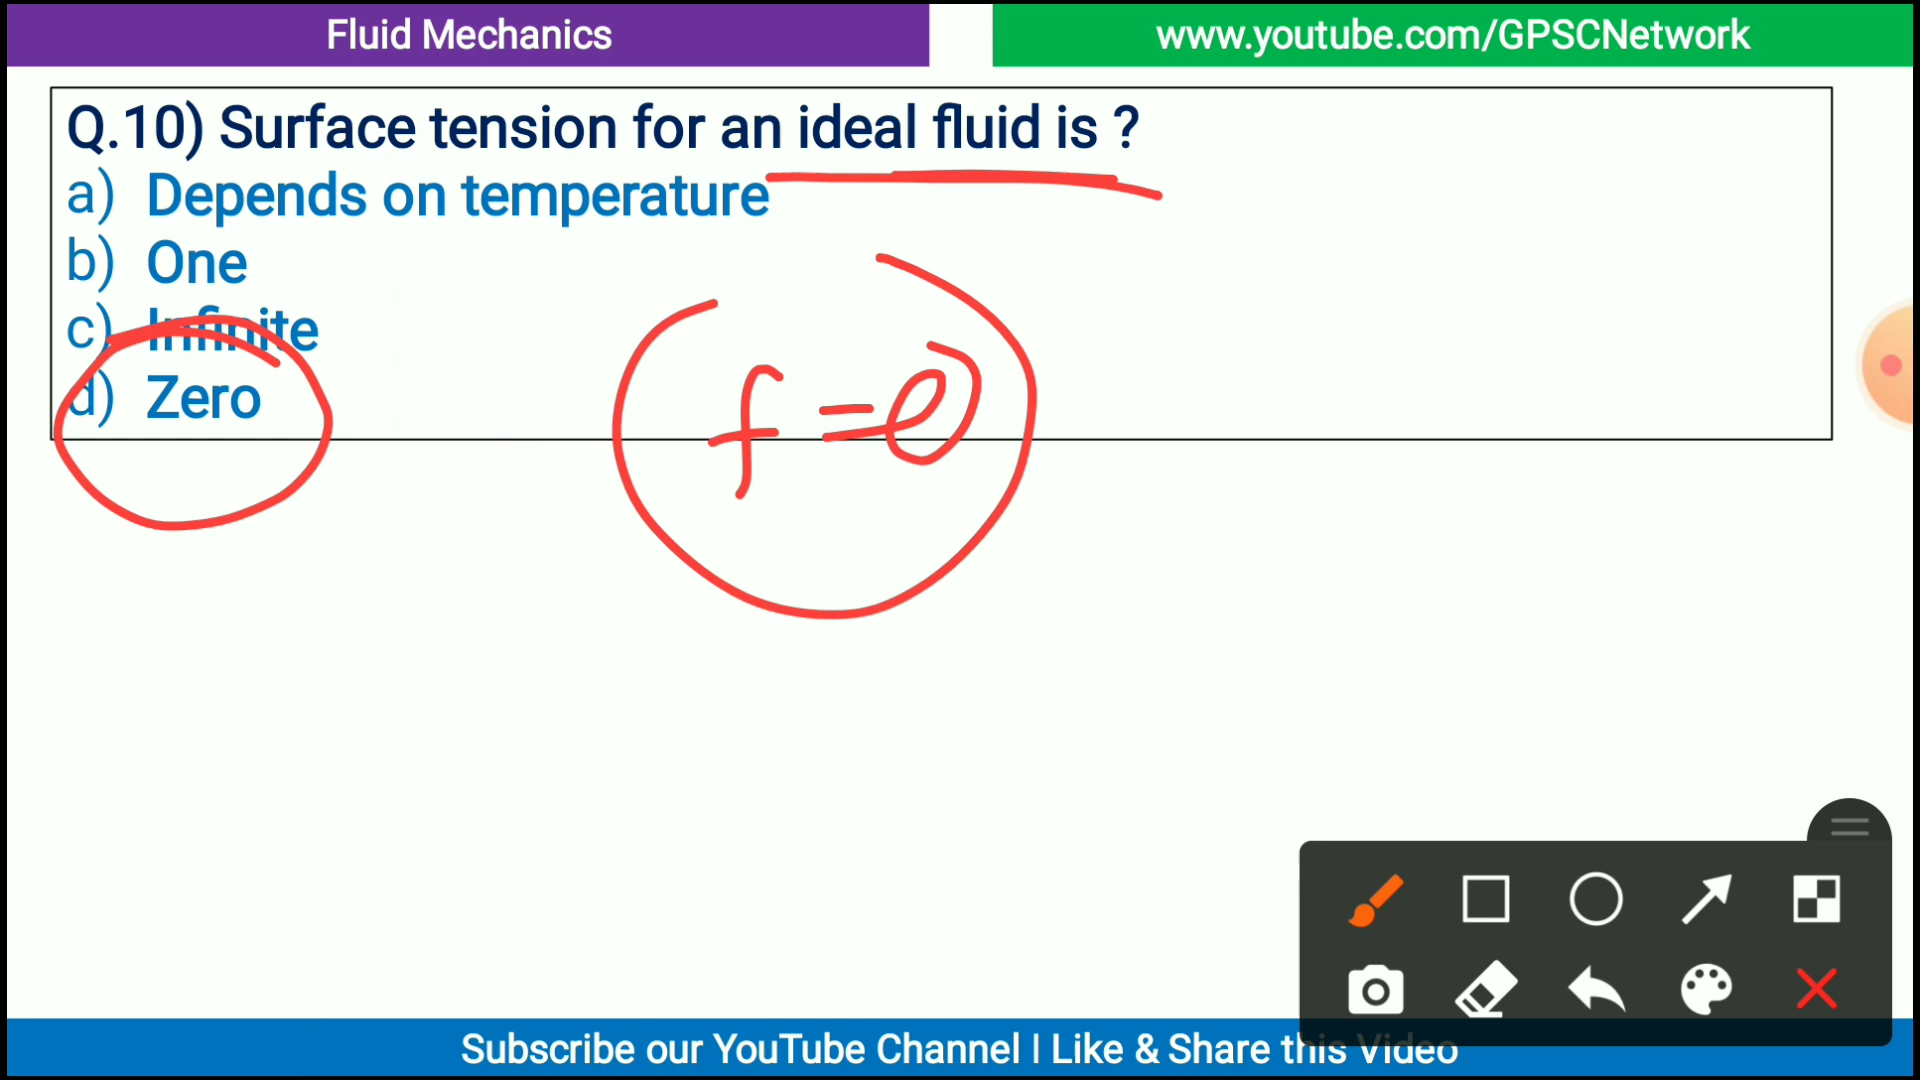 Fluid Mechanics
www.youtube.com/GPSCNetwork
Q.10) Surface tension for an ideal fluid is ?
a) Depends on temperature
b) One
c) Infinite
d) Zero
f = 0
Subscribe our YouTube Channel | Like & Share this Video